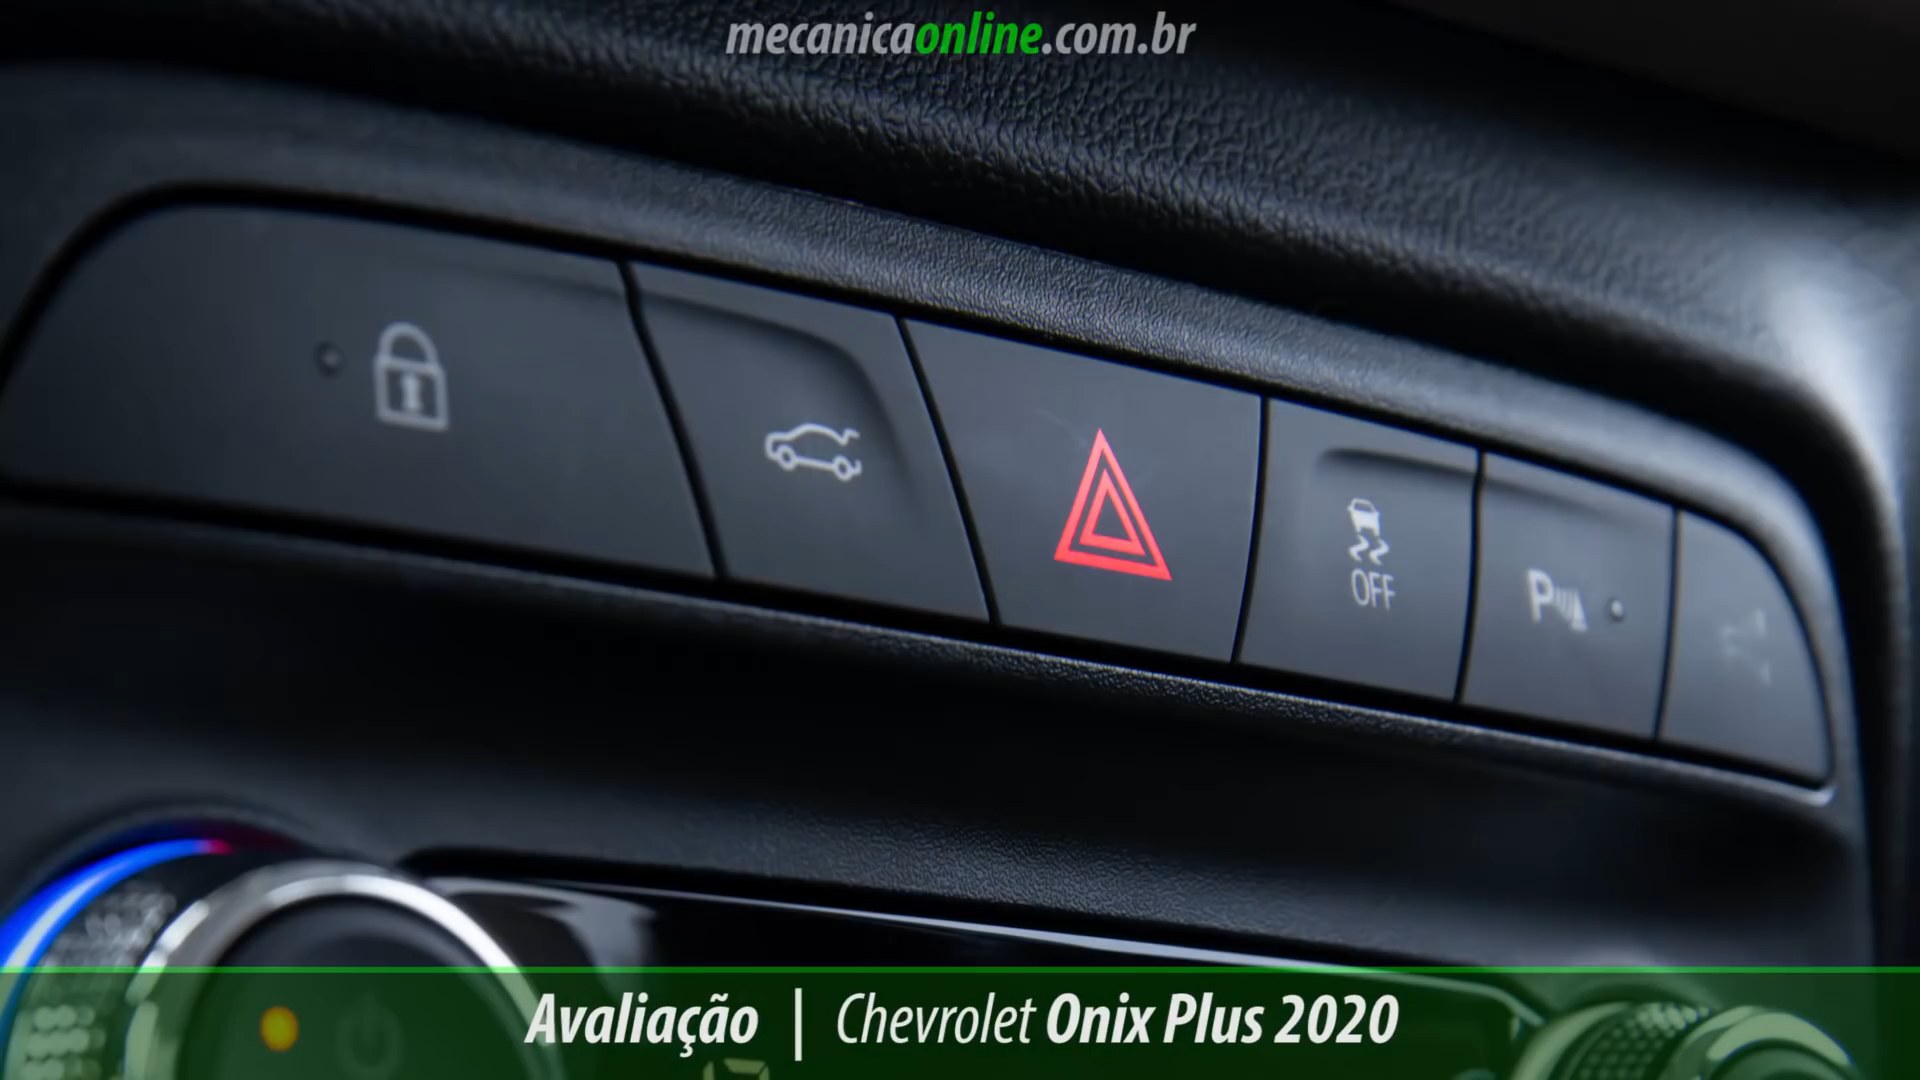 mecanicaonline.com.br
OFF
P
Avaliação | Chevrolet Onix Plus 2020